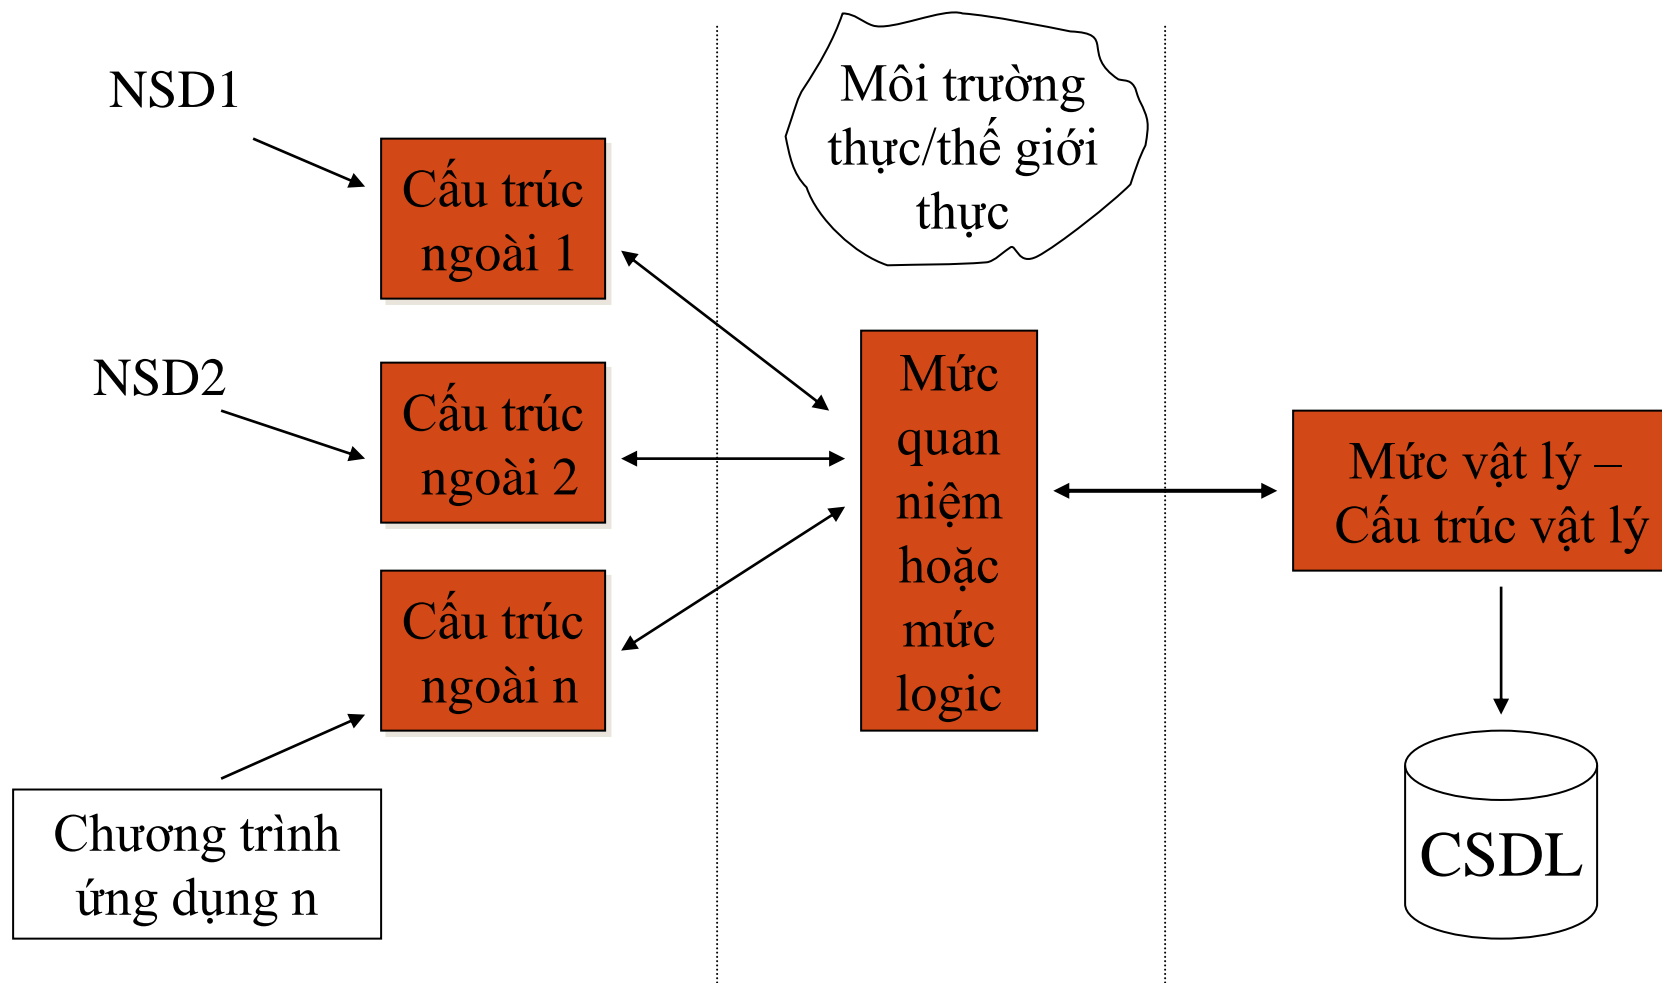 NSD1
Cấu trúc
ngoài 1
NSD2
Cấu trúc
ngoài 2
Cấu trúc
ngoài n
Chương trình
ứng dụng n
Môi trường
thực/thế giới
thực
Mức
quan
niệm
hoặc
mức
logic
Mức vật lý –
Cấu trúc vật lý
CSDL